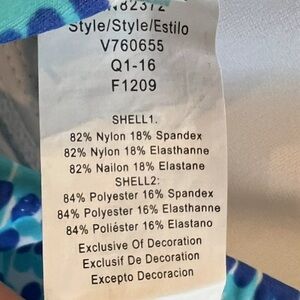 Style/Style/Estilo
V760655
Q1-16
F1209
SHELL1.
82% Nylon 18% Spandex
82% Nylon 18% Elasthanne
82% Nailon 18% Elastane
SHELL2:
84% Polyester 16% Spandex
84% Polyester 16% Elasthanne
84% Poliéster 16% Elastano
Exclusive Of Decoration
Exclusif De Decoration
Excepto Decoracion